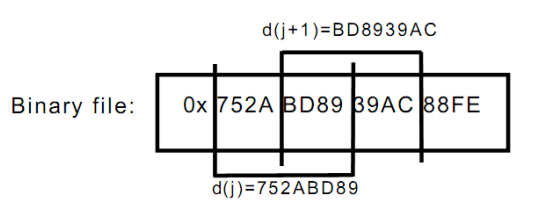 d(j+1)=BD8939AC
Binary file: 0x 752A BD89 39AC 88FE
d(j)=752ABD89